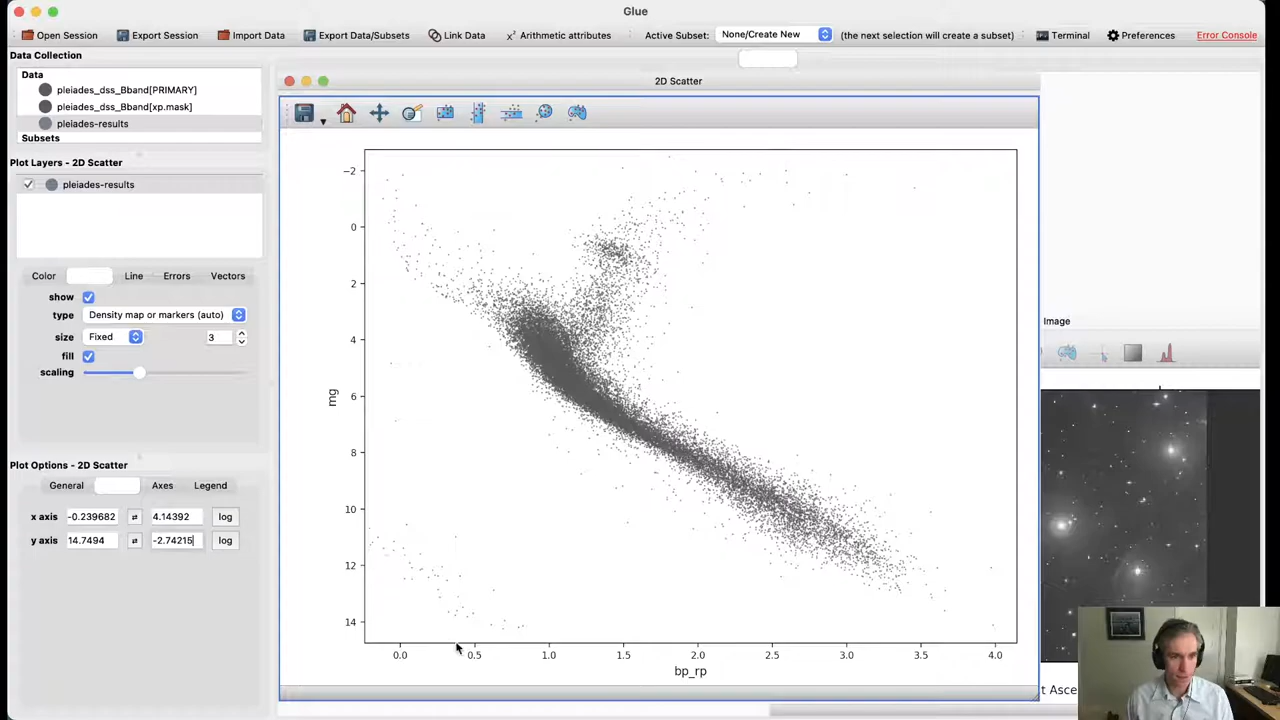 Glue
Open Session Export Session Import Data Export Data/Subsets Link Data Arithmetic attributes Active Subset: None/Create New (the next selection will create a subset) Terminal Preferences Error Console
Data Collection
2D Scatter
Data
pleiades_dss_Bband[PRIMARY]
pleiades_dss_Bband[xp.mask]
pleiades-results
Subsets
Plot Layers - 2D Scatter
pleiades-results
Color Line Errors Vectors
show
type Density map or markers (auto)
size Fixed 3
fill
scaling
Plot Options - 2D Scatter
General Axes Legend
x axis -0.239682 4.14392 log
y axis 14.7494 -2.74215 log
−2
0
2
4
6
8
10
12
14
mg
0.0 0.5 1.0 1.5 2.0 2.5 3.0 3.5 4.0
bp_rp
Image
t Asce